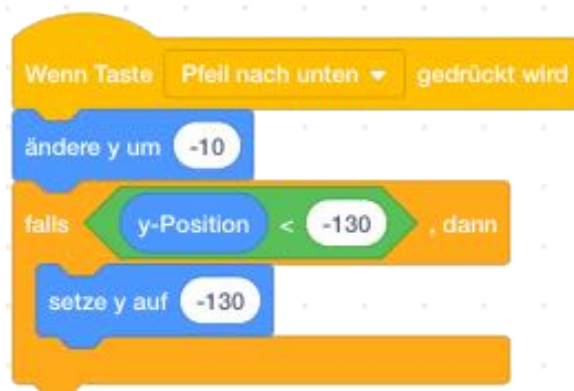 Wenn Taste Pfeil nach unten gedrückt wird
ändere y um -10
falls y-Position < -130 , dann
setze y auf -130